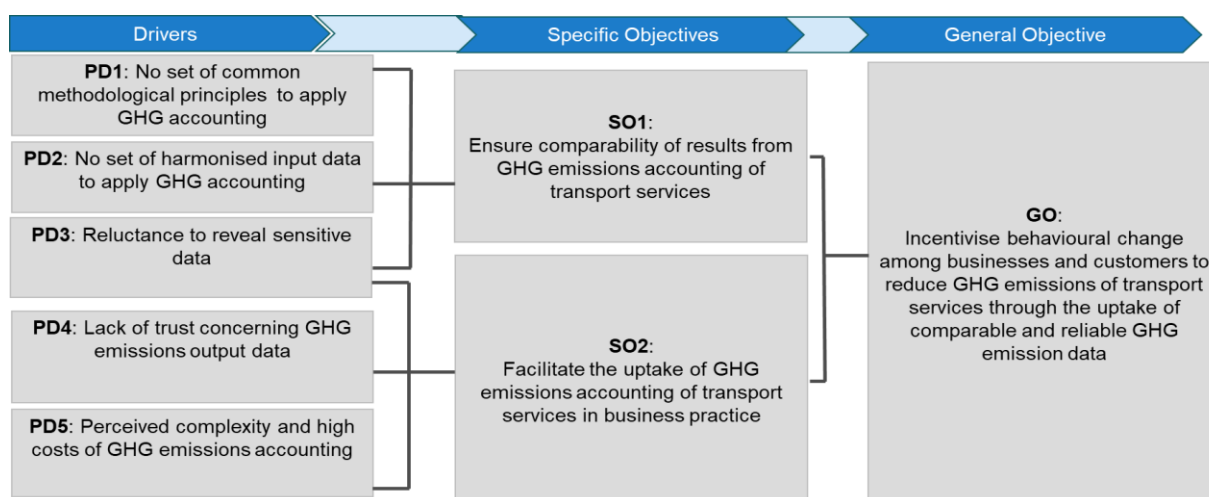 Drivers
Specific Objectives
General Objective
PD1: No set of common
methodological principles to apply
GHG accounting
PD2: No set of harmonised input data
to apply GHG accounting
PD3: Reluctance to reveal sensitive
data
PD4: Lack of trust concerning GHG
emissions output data
PD5: Perceived complexity and high
costs of GHG emissions accounting
SO1:
Ensure comparability of results from
GHG emissions accounting of
transport services
SO2:
Facilitate the uptake of GHG
emissions accounting of transport
services in business practice
GO:
Incentivise behavioural change
among businesses and customers to
reduce GHG emissions of transport
services through the uptake of
comparable and reliable GHG
emission data